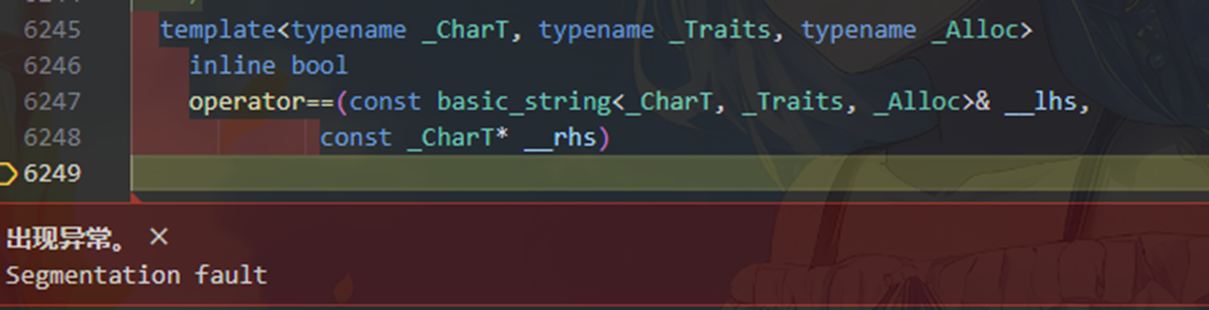 6245 template<typename _CharT, typename _Traits, typename _Alloc>
6246 inline bool
6247 operator==(const basic_string<_CharT, _Traits, _Alloc>& __lhs,
6248 const _CharT* __rhs)
6249
出现异常。 ×
Segmentation fault